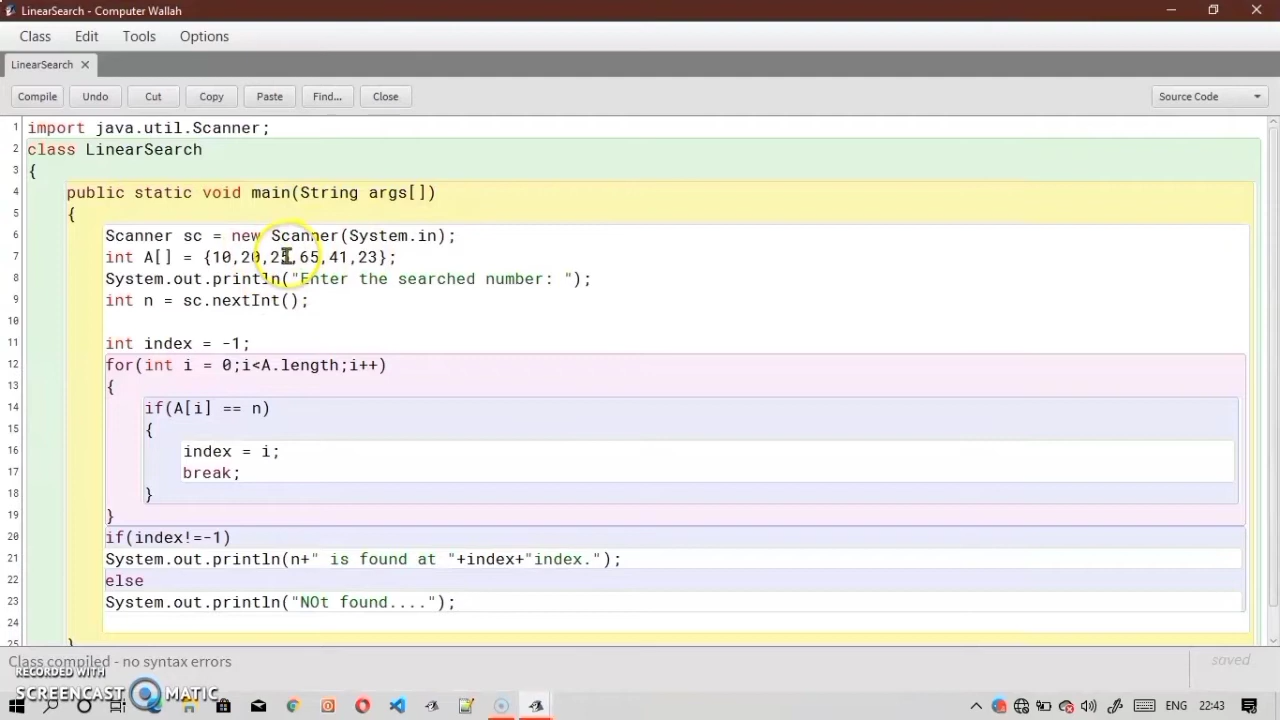 LinearSearch - Computer Wallah
Class Edit Tools Options
LinearSearch
Compile Undo Cut Copy Paste Find... Close Source Code
1 import java.util.Scanner;
2 class LinearSearch
3 {
4 public static void main(String args[])
5 {
6 Scanner sc = new Scanner(System.in);
7 int A[] = {10,20,25,65,41,23};
8 System.out.println("Enter the searched number: ");
9 int n = sc.nextInt();
10
11 int index = -1;
12 for(int i = 0;i<A.length;i++)
13 {
14 if(A[i] == n)
15 {
16 index = i;
17 break;
18 }
19 }
20 if(index!=-1)
21 System.out.println(n+" is found at "+index+"index.");
22 else
23 System.out.println("NOt found....");
24
25 }
Class compiled - no syntax errors
saved
RECORDED WITH
SCREENCAST MATIC
ENG 22:43